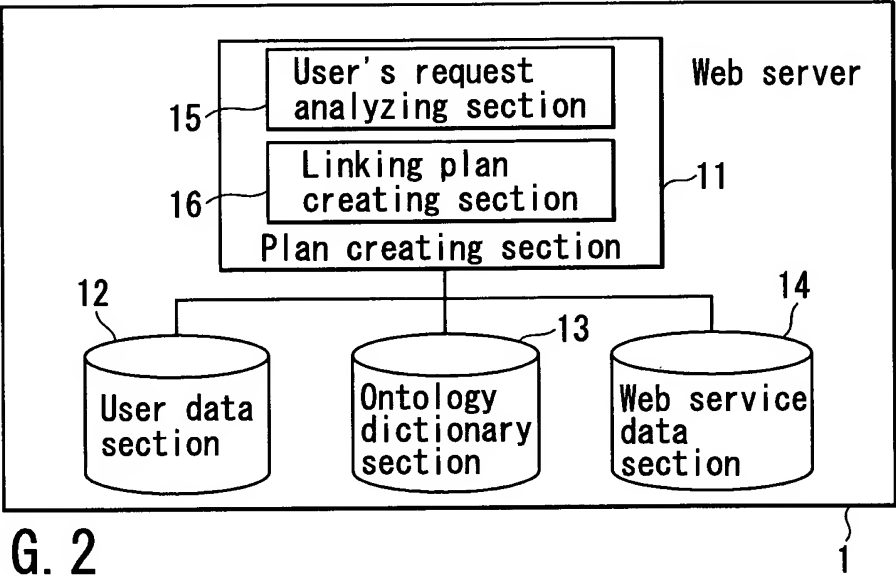 User's request
analyzing section
Web server
15
Linking plan
creating section
16
11
Plan creating section
12
13
14
User data
section
Ontology
dictionary
section
Web service
data
section
G. 2
1